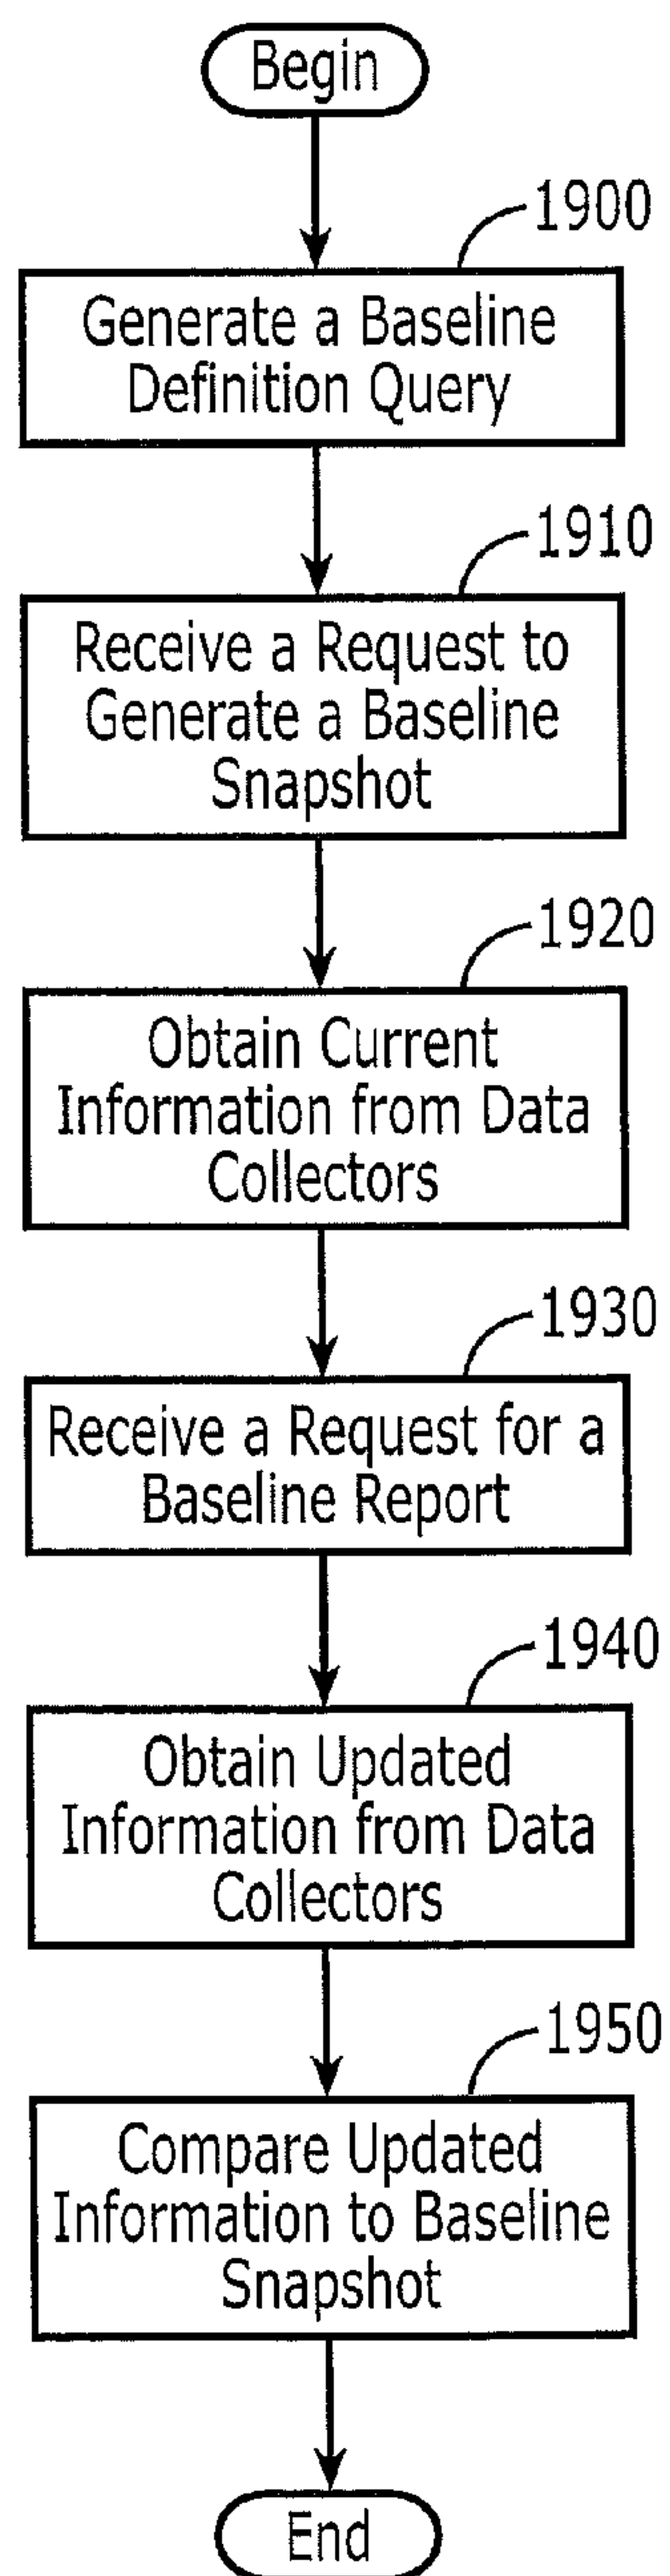 Begin
1900
Generate a Baseline
Definition Query
1910
Receive a Request to
Generate a Baseline
Snapshot
1920
Obtain Current
Information from Data
Collectors
1930
Receive a Request for a
Baseline Report
1940
Obtain Updated
Information from Data
Collectors
1950
Compare Updated
Information to Baseline
Snapshot
End